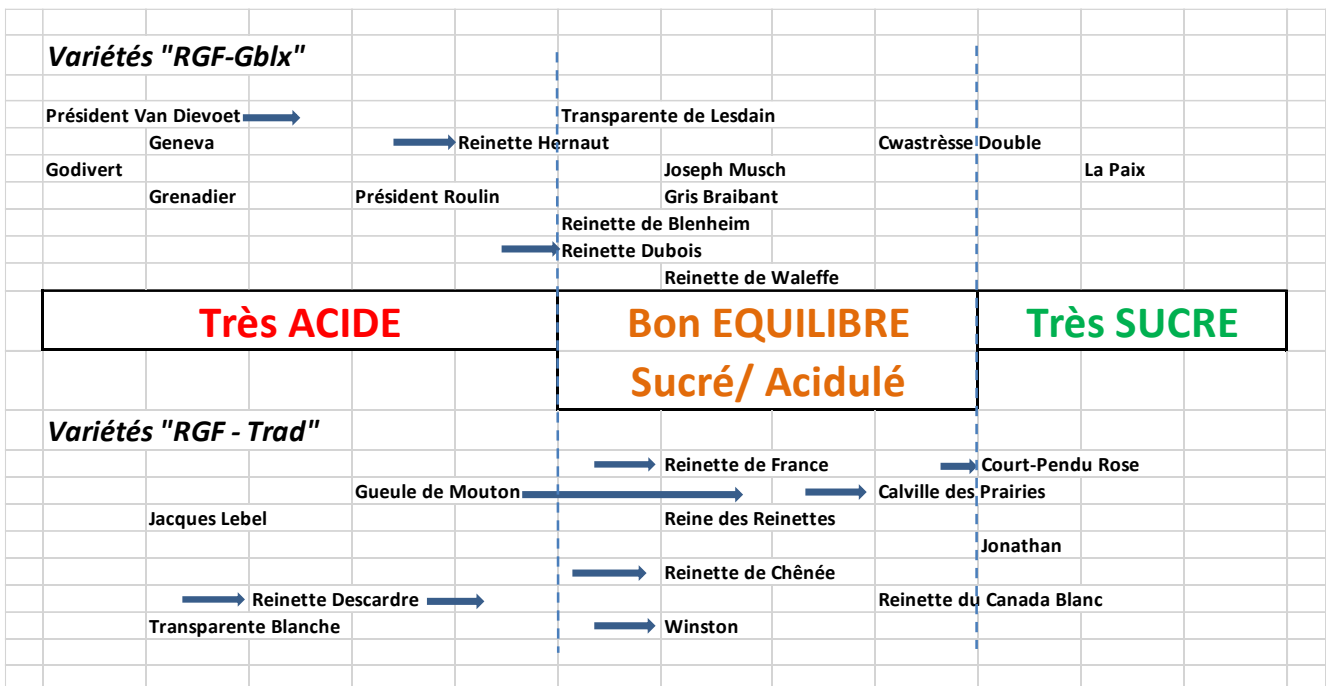 Variétés "RGF-Gblx"
Président Van Dievoet Transparente de Lesdain
Geneva Reinette Hernaut Cwastrèsse Double
Godivert Joseph Musch La Paix
Grenadier Président Roulin Gris Braibant
Reinette de Blenheim
Reinette Dubois
Reinette de Waleffe
Très ACIDE Bon EQUILIBRE Très SUCRE
Sucré/ Acidulé
Variétés "RGF - Trad"
Reinette de France Court-Pendu Rose
Gueule de Mouton Calville des Prairies
Jacques Lebel Reine des Reinettes
Jonathan
Reinette de Chênée
Reinette Descardre Reinette du Canada Blanc
Transparente Blanche Winston